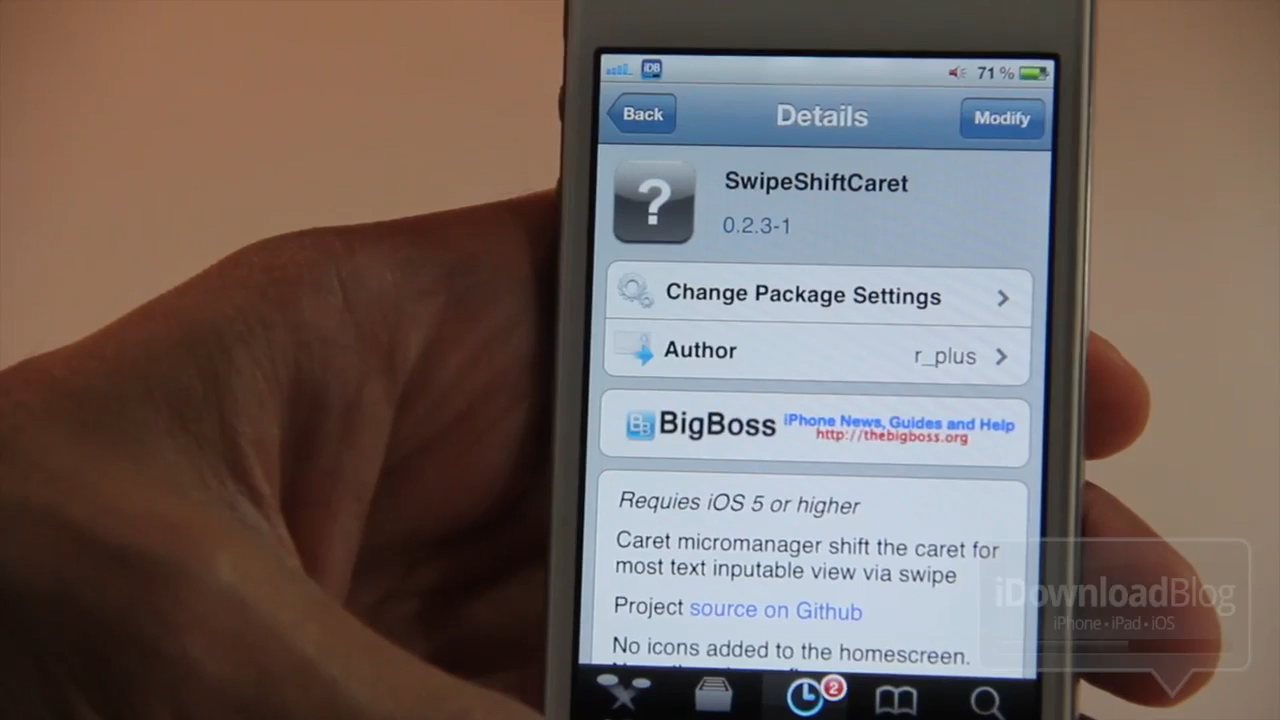 iDB
71 %
Back
Details
Modify
SwipeShiftCaret
?
0.2.3-1
Change Package Settings
Author
r_plus
BB BigBoss iPhone News, Guides and Help
http://thebigboss.org
Requies iOS 5 or higher
Caret micromanager shift the caret for
most text inputable view via swipe
Project source on Github
No icons added to the homescreen.
2
iDownloadBlog
iPhone • iPad • iOS